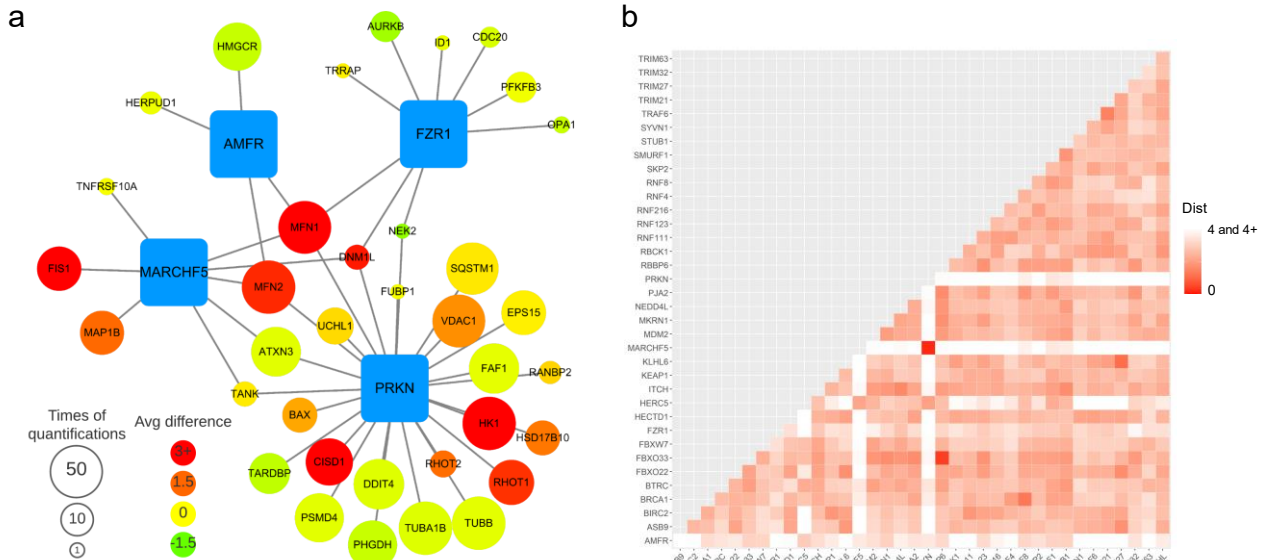 a
HMGCR
HERPUD1
AMFR
AURKB
ID1
CDC20
TRRAP
PFKFB3
FZR1
OPA1
TNFRSF10A
MFN1
NEK2
DNM1L
FIS1
MARCHF5
MFN2
SQSTM1
FUBP1
MAP1B
UCHL1
VDAC1
EPS15
ATXN3
FAF1
RANBP2
TANK
PRKN
BAX
HK1
HSD17B10
TARDBP
CISD1
RHOT2
RHOT1
DDIT4
PSMD4
TUBA1B
TUBB
PHGDH
Times of
quantifications
50
10
1
Avg difference
3+
1.5
0
-1.5
b
TRIM63
TRIM32
TRIM27
TRIM21
TRAF6
SYVN1
STUB1
SMURF1
SKP2
RNF8
RNF4
RNF216
RNF123
RNF111
RBCK1
RBBP6
PRKN
PJA2
NEDD4L
MKRN1
MDM2
MARCHF5
KLHL6
KEAP1
ITCH
HERC5
HECTD1
FZR1
FBXW7
FBXO33
FBXO22
BTRC
BRCA1
BIRC2
ASB9
AMFR
Dist
4 and 4+
0